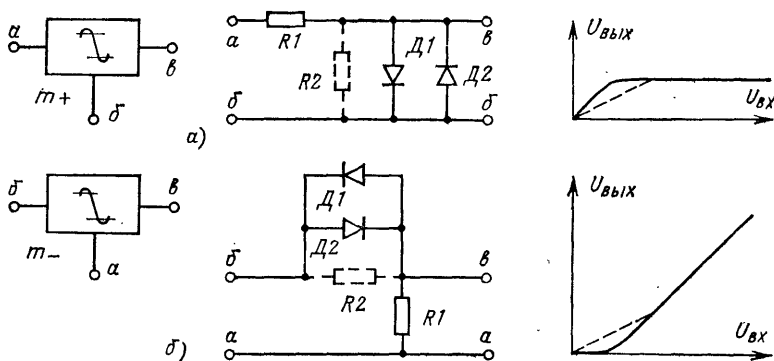 а
в
m+
б
а
R1
R2
Д1
Д2
в
б
б
Uвых
Uвх
а)
б
в
m-
а
Д1
Д2
б
R2
в
R1
а
а
Uвых
Uвх
б)